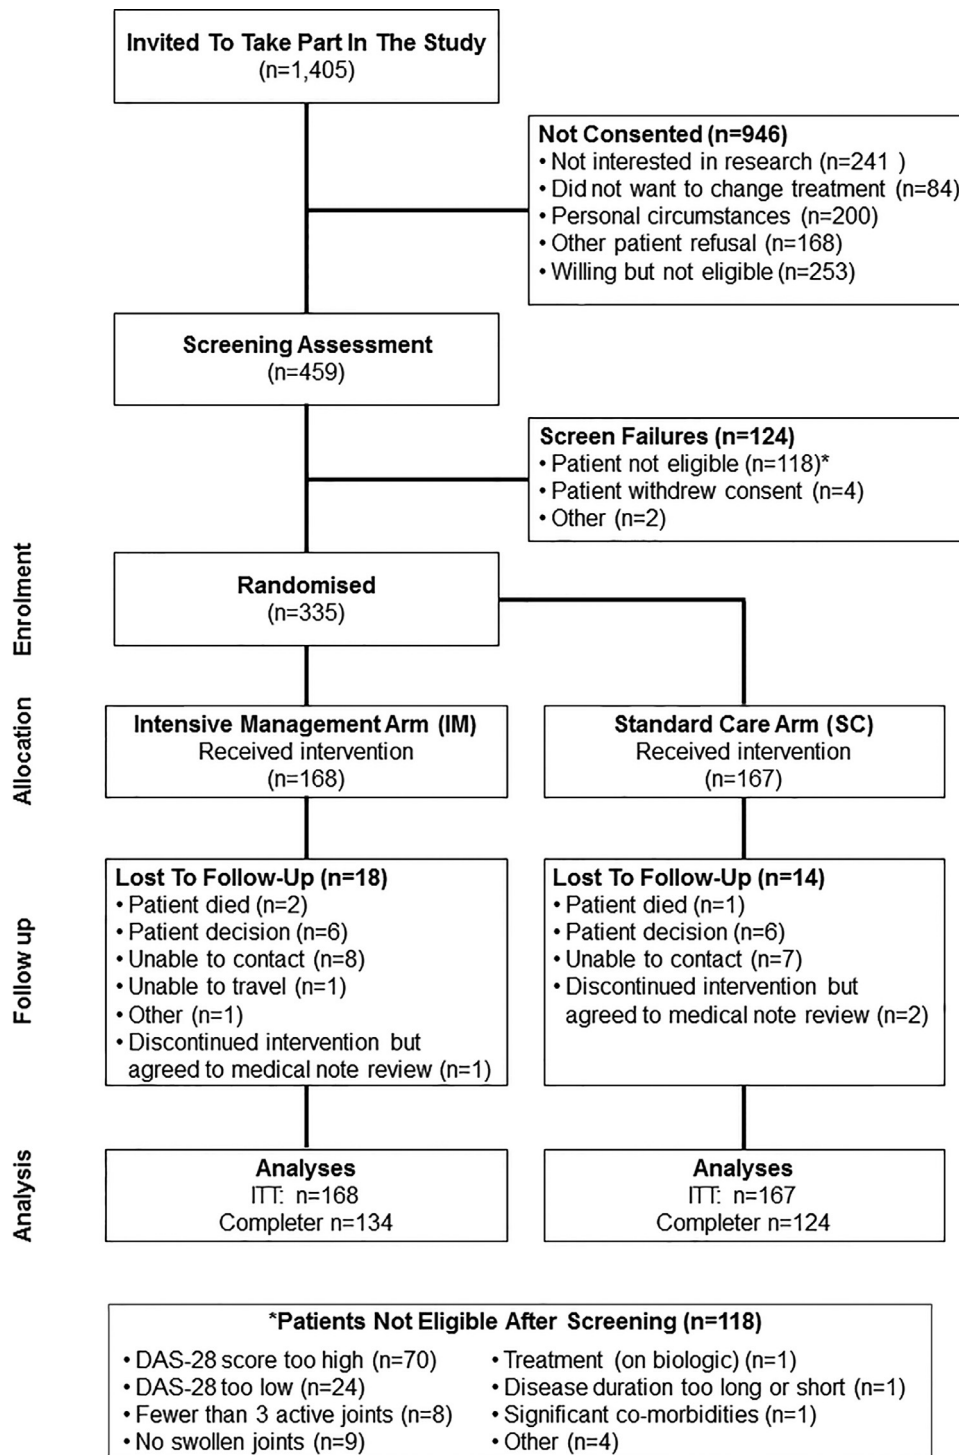 Invited To Take Part In The Study
(n=1,405)
Not Consented (n=946)
• Not interested in research (n=241 )
• Did not want to change treatment (n=84)
• Personal circumstances (n=200)
• Other patient refusal (n=168)
• Willing but not eligible (n=253)
Screening Assessment
(n=459)
Screen Failures (n=124)
• Patient not eligible (n=118)*
• Patient withdrew consent (n=4)
• Other (n=2)
Enrolment
Randomised
(n=335)
Allocation
Intensive Management Arm (IM)
Received intervention
(n=168)
Standard Care Arm (SC)
Received intervention
(n=167)
Follow up
Lost To Follow-Up (n=18)
• Patient died (n=2)
• Patient decision (n=6)
• Unable to contact (n=8)
• Unable to travel (n=1)
• Other (n=1)
• Discontinued intervention but
agreed to medical note review (n=1)
Lost To Follow-Up (n=14)
• Patient died (n=1)
• Patient decision (n=6)
• Unable to contact (n=7)
• Discontinued intervention but
agreed to medical note review (n=2)
Analysis
Analyses
ITT: n=168
Completer n=134
Analyses
ITT: n=167
Completer n=124
*Patients Not Eligible After Screening (n=118)
• DAS-28 score too high (n=70)
• DAS-28 too low (n=24)
• Fewer than 3 active joints (n=8)
• No swollen joints (n=9)
• Treatment (on biologic) (n=1)
• Disease duration too long or short (n=1)
• Significant co-morbidities (n=1)
• Other (n=4)